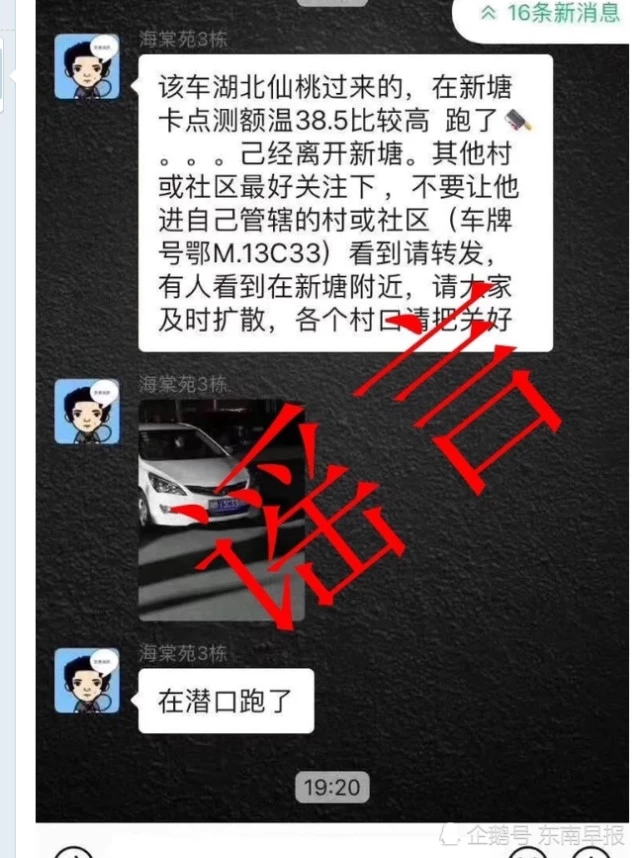 16条新消息
海棠苑3栋
该车湖北仙桃过来的，在新塘
卡点测额温38.5比较高 跑了
。。。己经离开新塘。其他村
或社区最好关注下，不要让他
进自己管辖的村或社区（车牌
号鄂M.13C33）看到请转发，
有人看到在新塘附近，请大家
及时扩散，各个村口请把关好
海棠苑3栋
谣言
海棠苑3栋
在潜口跑了
19:20
企鹅号 东南早报